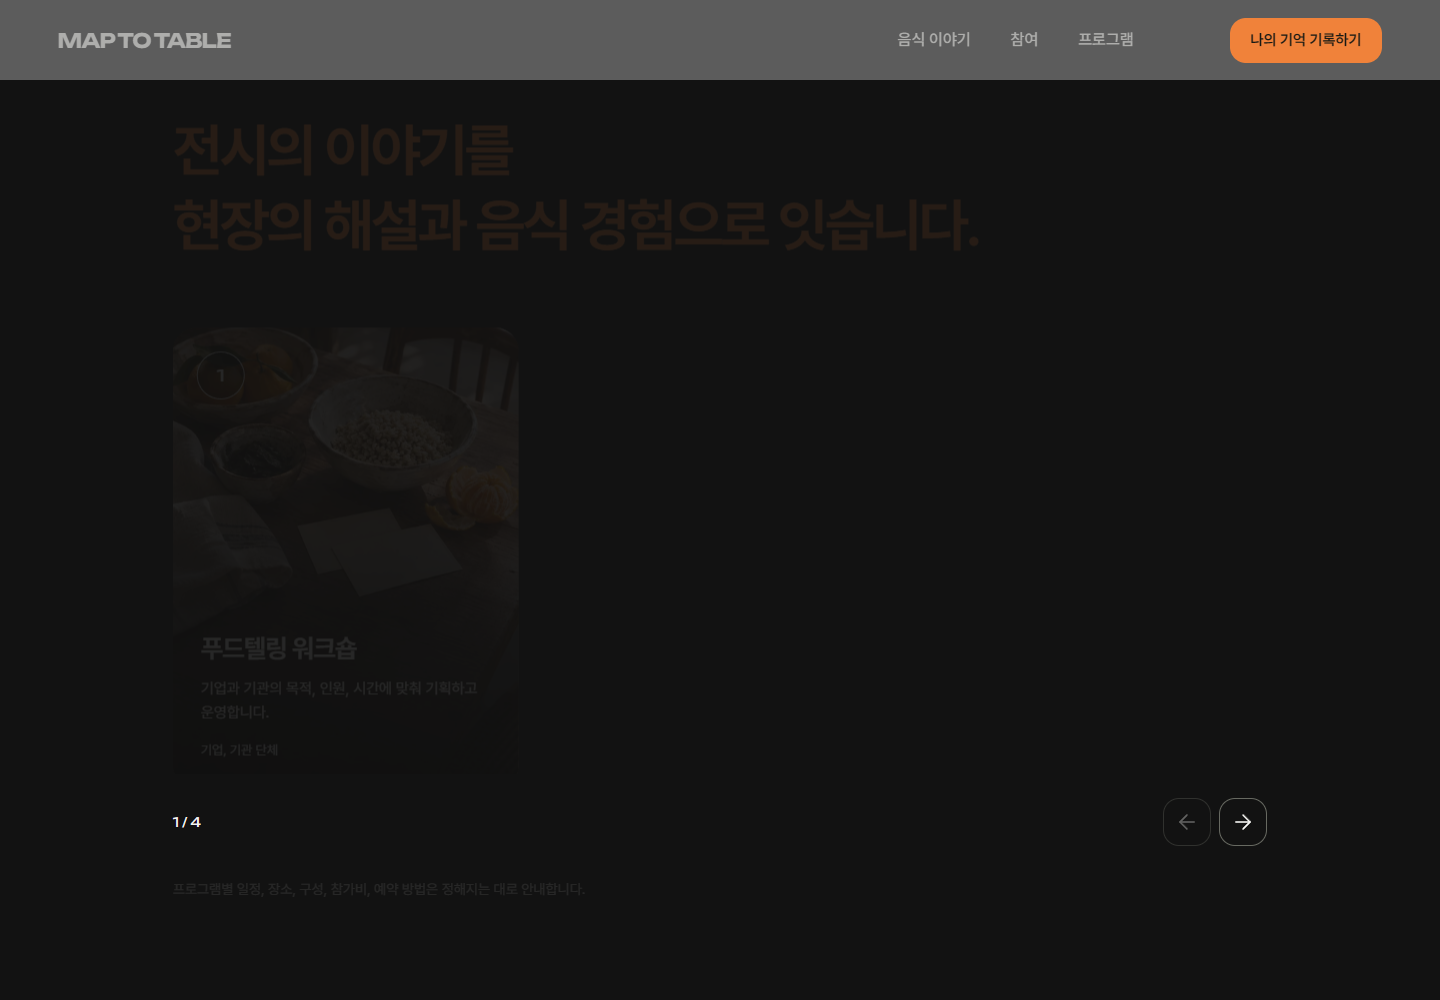 MAP TO TABLE
음식 이야기
참여
프로그램
나의 기억 기록하기
전시의 이야기를
현장의 해설과 음식 경험으로 잇습니다.
1
푸드텔링 워크숍
기업과 기관의 목적, 인원, 시간에 맞춰 기획하고
운영합니다.
기업, 기관 단체
1 / 4
프로그램별 일정, 장소, 구성, 참가비, 예약 방법은 정해지는 대로 안내합니다.